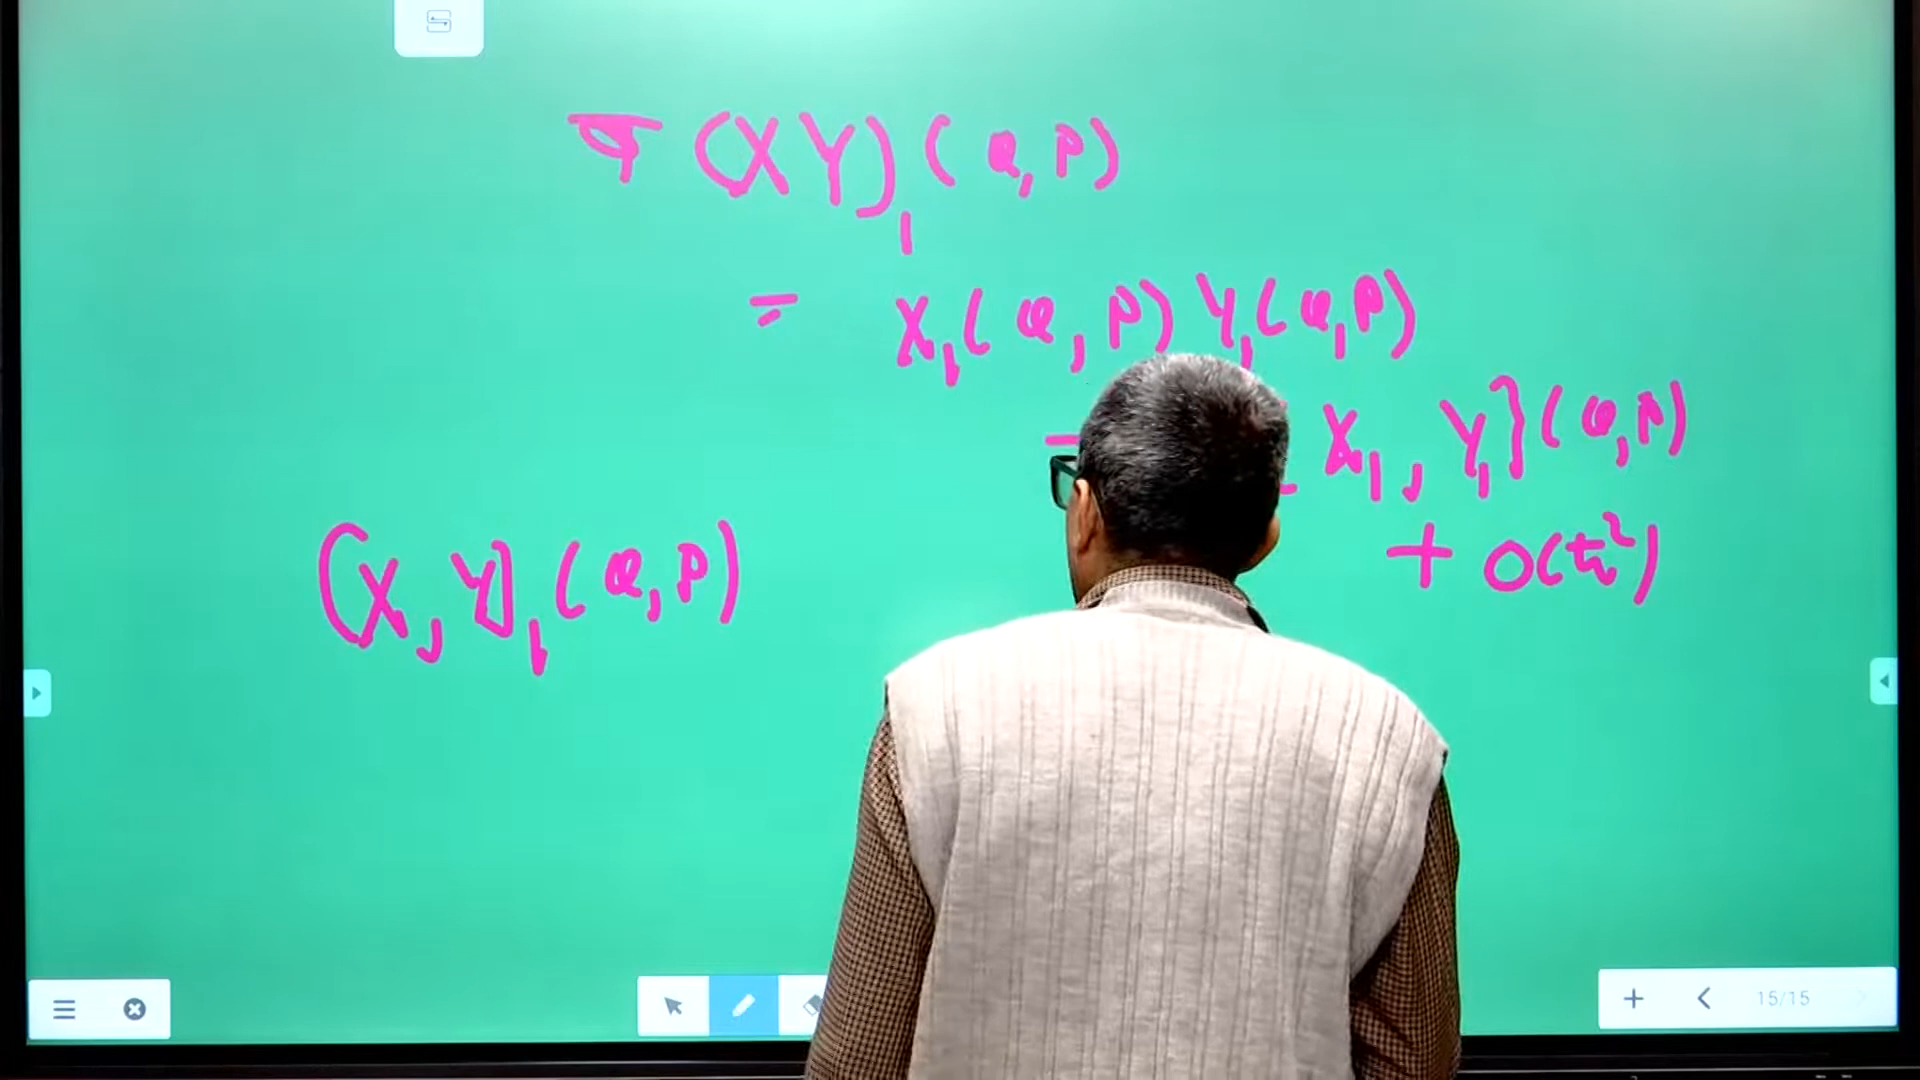 (XY)₁(Q,P)
= X₁(Q,P) Y₁(Q,P)
X₁, Y₁}(Q,P)
+ O(ħ²)
[X, Y]₁(Q,P)
15/15